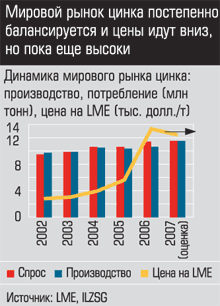 Мировой рынок цинка постепенно
балансируется и цены идут вниз,
но пока еще высоки
Динамика мирового рынка цинка:
производство, потребление (млн
тонн), цена на LME (тыс. долл./т)
14
12
8
4
0
2002
2003
2004
2005
2006
2007
(оценка)
Спрос
Производство
Цена на LME
Источник: LME, ILZSG